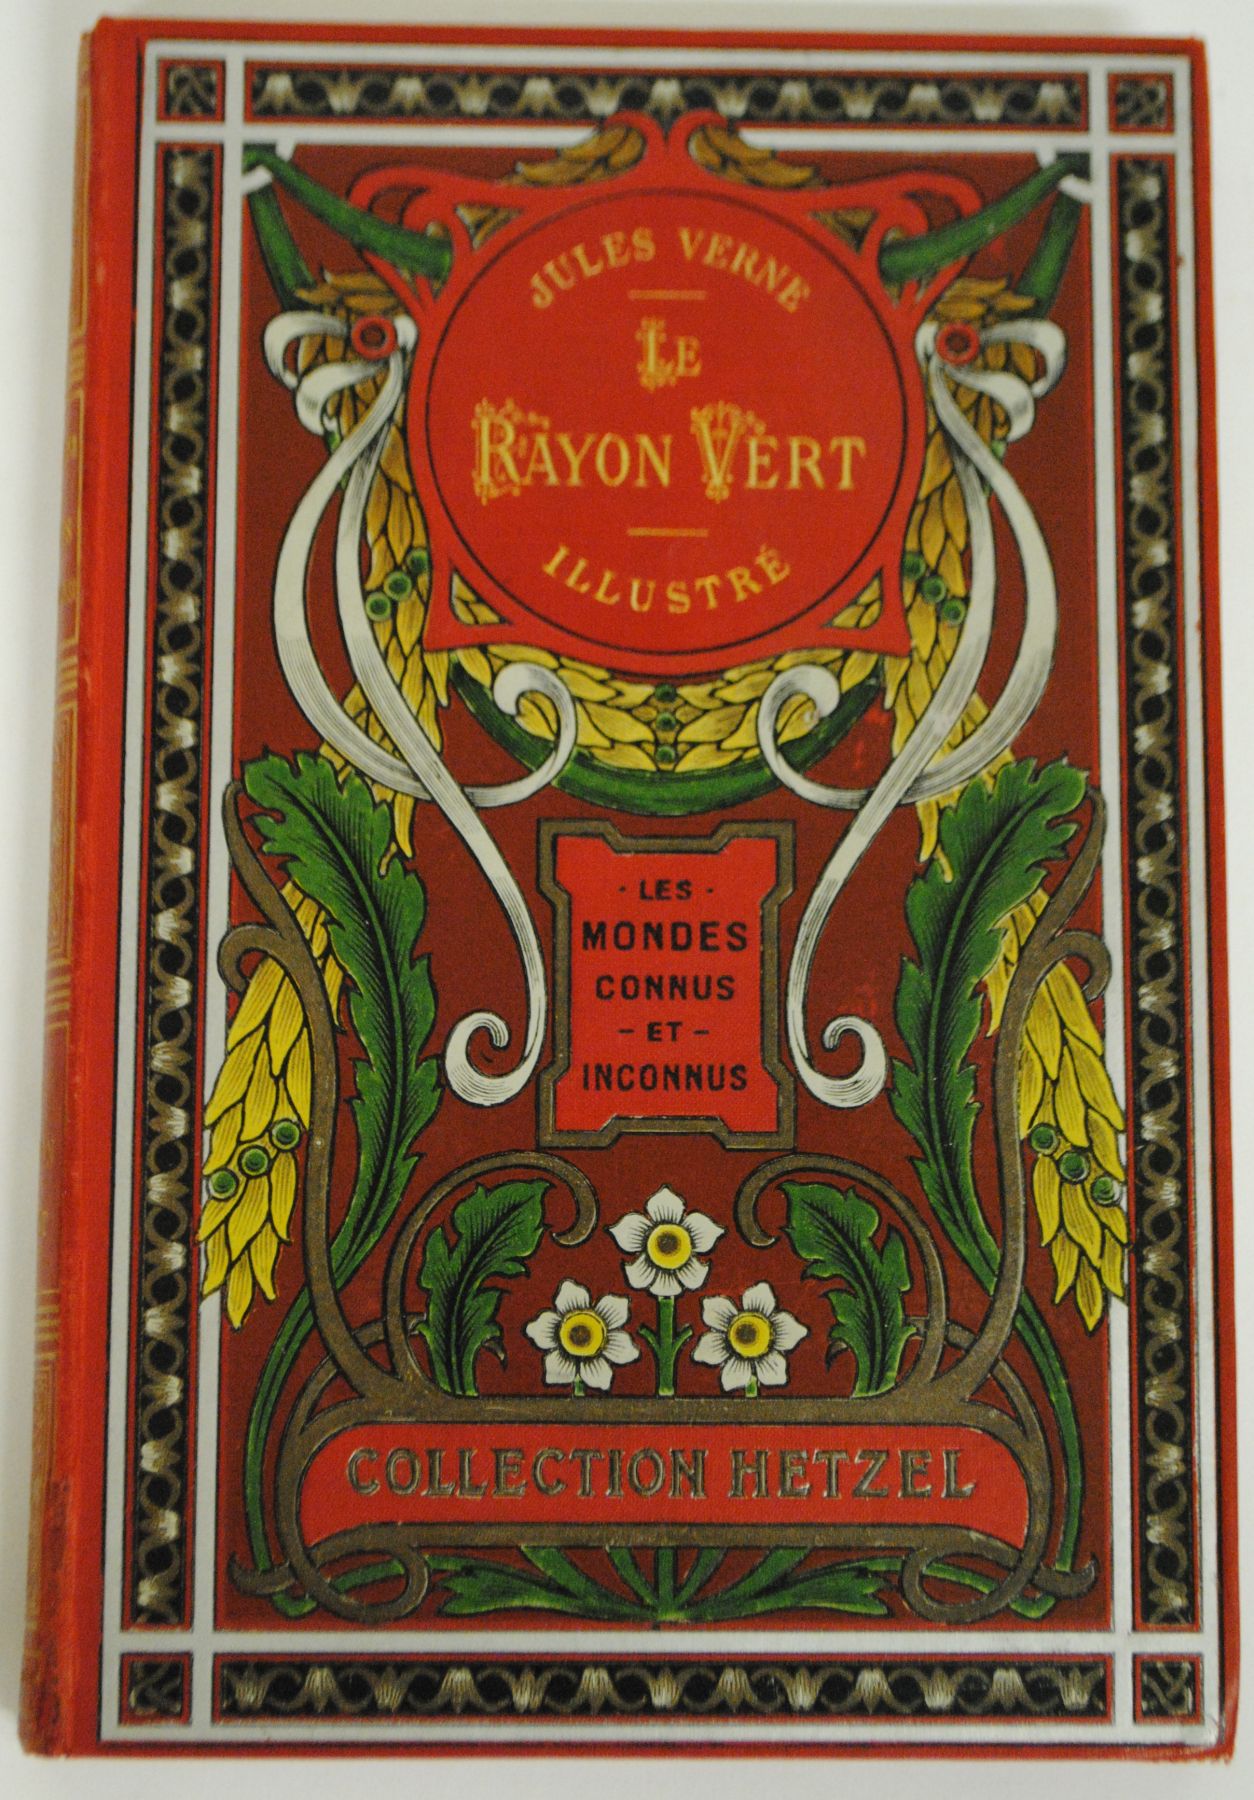 JULES VERNE
LE
RAYON VERT
ILLUSTRÉ
· LES ·
MONDES
CONNUS
– ET –
INCONNUS
COLLECTION HETZEL